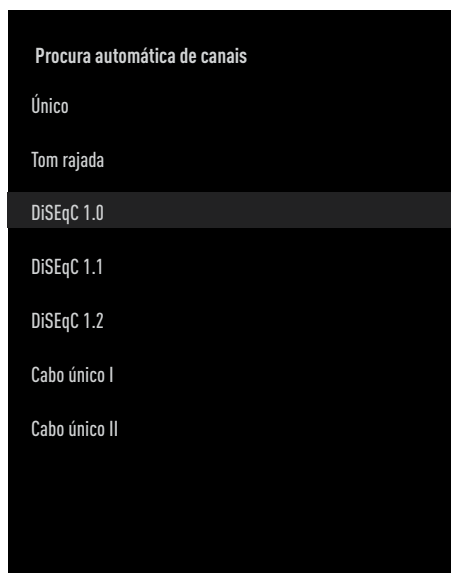 Procura automática de canais
Único
Tom rajada
DiSEqC 1.0
DiSEqC 1.1
DiSEqC 1.2
Cabo único I
Cabo único II